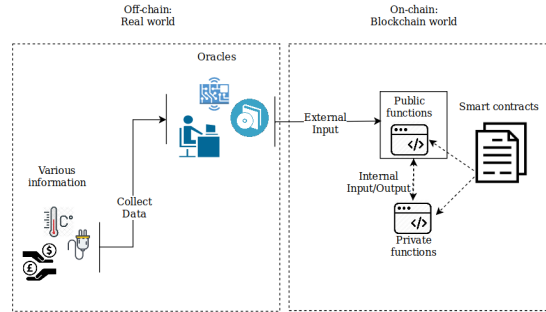 Off-chain:
Real world
On-chain:
Blockchain world
Oracles
Various
information
C°
$
£
Collect
Data
External
Input
Public
functions
</>
Smart contracts
Internal
Input/Output
</>
Private
functions